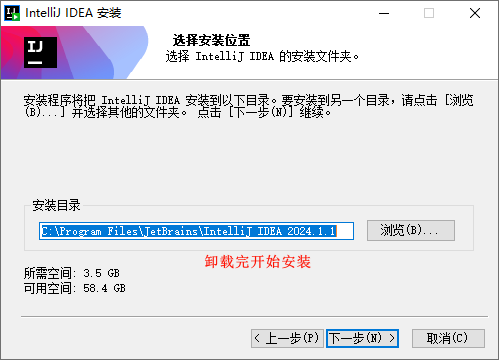 IntelliJ IDEA 安装
IJ
选择安装位置
选择 IntelliJ IDEA 的安装文件夹。
安装程序将把 IntelliJ IDEA 安装到以下目录。要安装到另一个目录，请点击 [浏览
(B)...] 并选择其他的文件夹。 点击 [下一步(N)] 继续。
安装目录
C:\Program Files\JetBrains\IntelliJ IDEA 2024.1.1
浏览(B)...
卸载完开始安装
所需空间: 3.5 GB
可用空间: 58.4 GB
< 上一步(P)
下一步(N) >
取消(C)